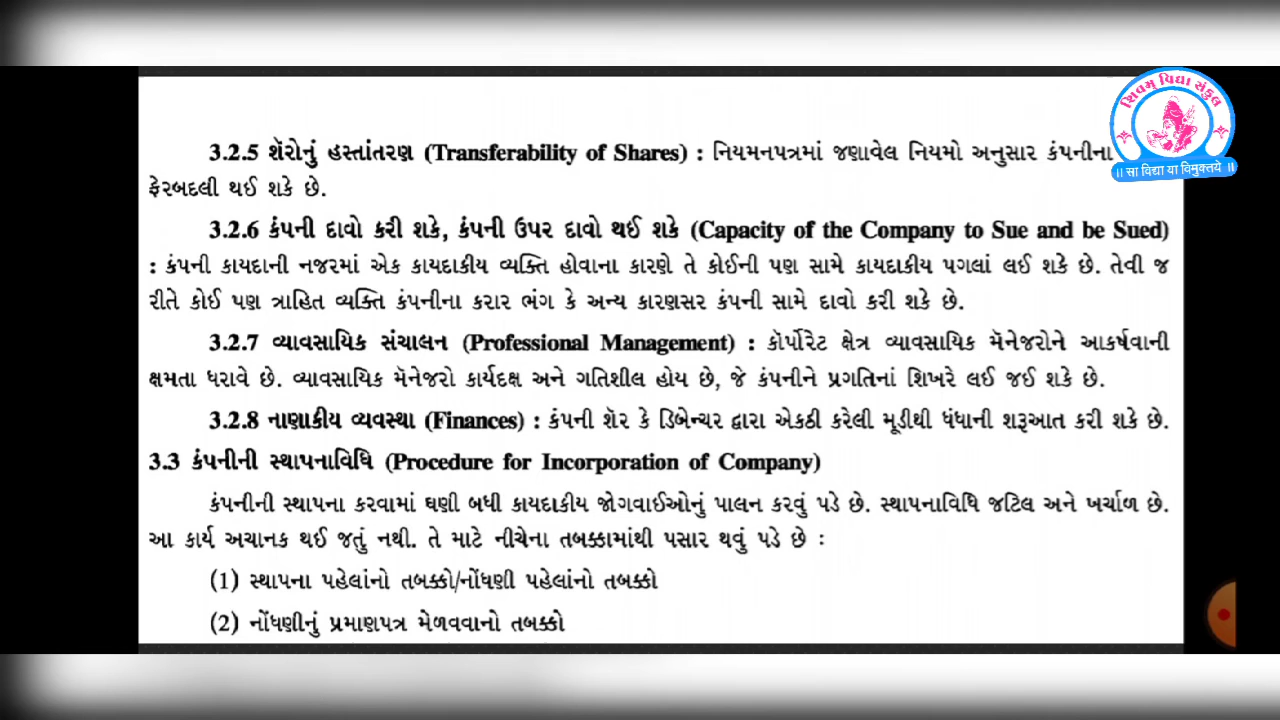 શિવમ્ વિદ્યા સંકુલ
॥ સા વિદ્યા યા વિમુક્તયે ॥
3.2.5 શૅરોનું હસ્તાંતરણ (Transferability of Shares) : નિયમનપત્રમાં જણાવેલ નિયમો અનુસાર કંપનીના
ફેરબદલી થઈ શકે છે.
3.2.6 કંપની દાવો કરી શકે, કંપની ઉપર દાવો થઈ શકે (Capacity of the Company to Sue and be Sued)
: કંપની કાયદાની નજરમાં એક કાયદાકીય વ્યક્તિ હોવાના કારણે તે કોઈની પણ સામે કાયદાકીય પગલાં લઈ શકે છે. તેવી જ
રીતે કોઈ પણ ત્રાહિત વ્યક્તિ કંપનીના કરાર ભંગ કે અન્ય કારણસર કંપની સામે દાવો કરી શકે છે.
3.2.7 વ્યાવસાયિક સંચાલન (Professional Management) : કૉર્પોરેટ ક્ષેત્ર વ્યાવસાયિક મૅનેજરોને આકર્ષવાની
ક્ષમતા ધરાવે છે. વ્યાવસાયિક મૅનેજરો કાર્યદક્ષ અને ગતિશીલ હોય છે, જે કંપનીને પ્રગતિનાં શિખરે લઈ જઈ શકે છે.
3.2.8 નાણાકીય વ્યવસ્થા (Finances) : કંપની શૅર કે ડિબેન્ચર દ્વારા એકઠી કરેલી મૂડીથી ધંધાની શરૂઆત કરી શકે છે.
3.3 કંપનીની સ્થાપનાવિધિ (Procedure for Incorporation of Company)
કંપનીની સ્થાપના કરવામાં ઘણી બધી કાયદાકીય જોગવાઈઓનું પાલન કરવું પડે છે. સ્થાપનાવિધિ જટિલ અને ખર્ચાળ છે.
આ કાર્ય અચાનક થઈ જતું નથી. તે માટે નીચેના તબક્કામાંથી પસાર થવું પડે છે :
(1) સ્થાપના પહેલાંનો તબક્કો/નોંધણી પહેલાંનો તબક્કો
(2) નોંધણીનું પ્રમાણપત્ર મેળવવાનો તબક્કો